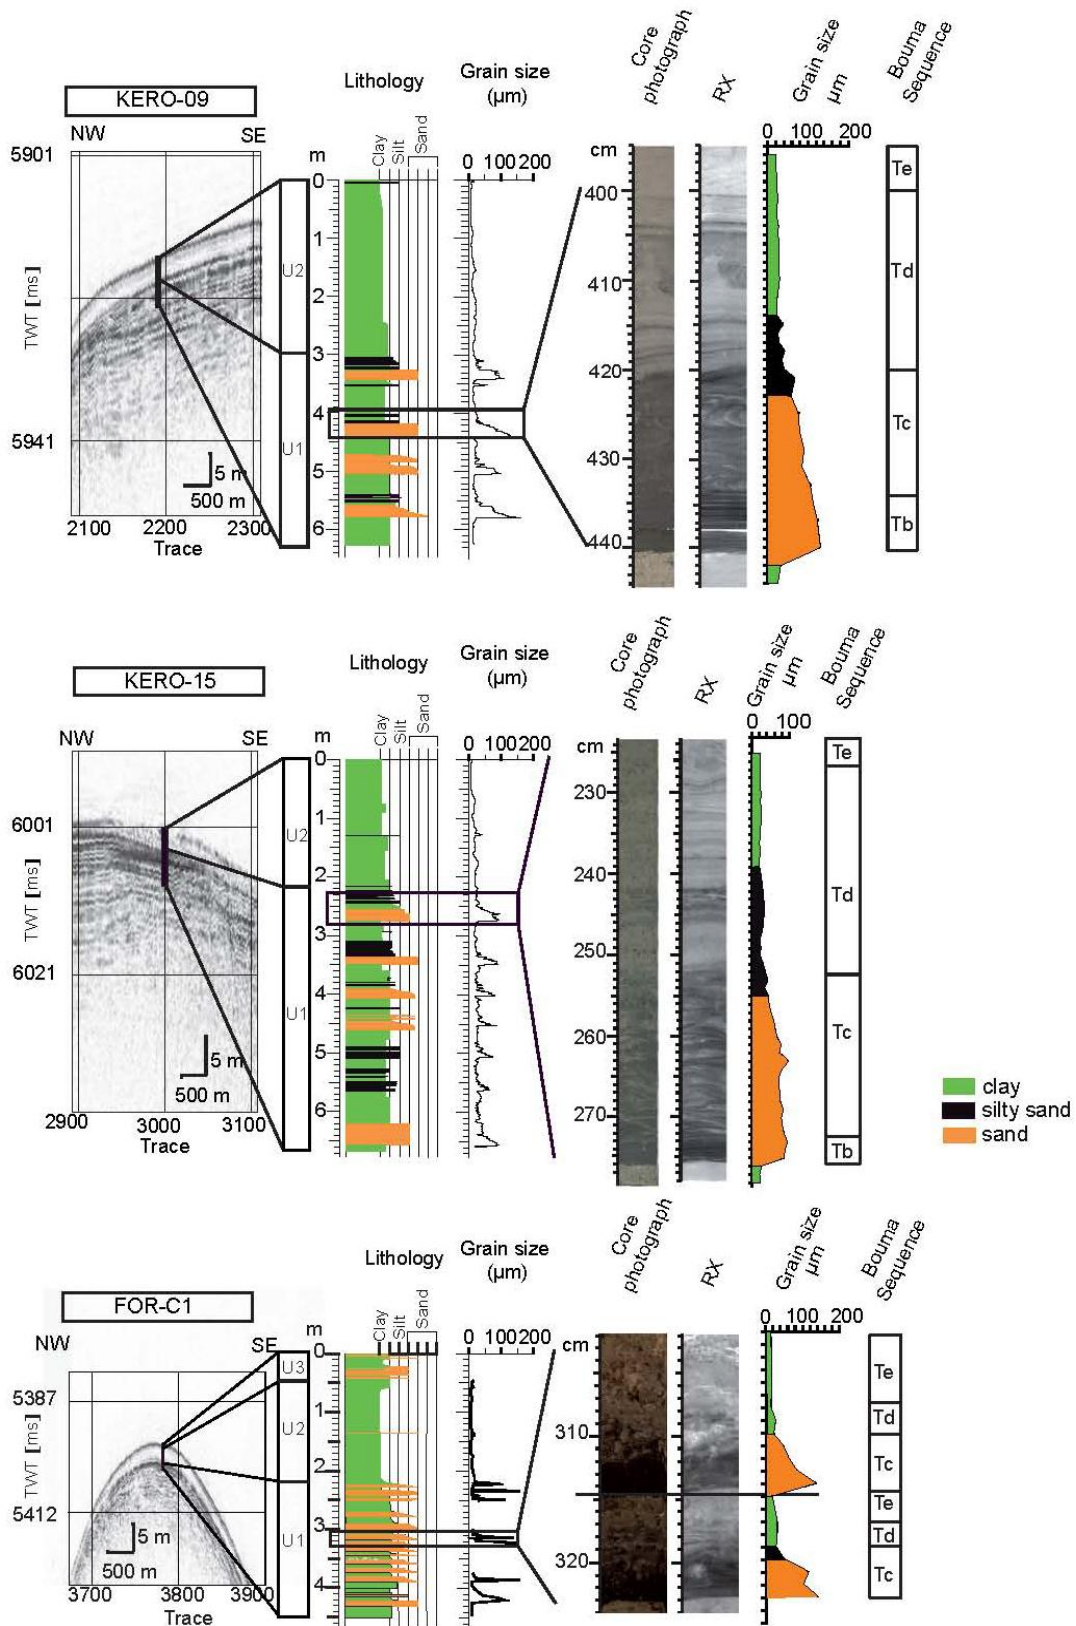 KERO-09
NW SE
5901
TWT [ms]
5941
5 m
500 m
2100 2200 2300
Trace
Lithology
Clay
Silt
Sand
m
0
1
2
3
4
5
6
U2
U1
Grain size
(µm)
0 100 200
Core
photograph
RX
Grain size
µm
0 100 200
Bouma
Sequence
cm
400
410
420
430
440
Te
Td
Tc
Tb
KERO-15
NW SE
6001
TWT [ms]
6021
5 m
500 m
2900 3000 3100
Trace
Lithology
Clay
Silt
Sand
m
0
1
2
3
4
5
6
U2
U1
Grain size
(µm)
0 100 200
Core
photograph
RX
Grain size
µm
0 100
Bouma
Sequence
cm
230
240
250
260
270
Te
Td
Tc
Tb
clay
silty sand
sand
FOR-C1
NW SE
5387
TWT [ms]
5412
5 m
500 m
3700 3800 3900
Trace
Lithology
Clay
Silt
Sand
m
0
1
2
3
4
U3
U2
U1
Grain size
(µm)
0 100 200
Core
photograph
RX
Grain size
µm
0 100 200
Bouma
Sequence
cm
310
320
Te
Td
Tc
Te
Td
Tc